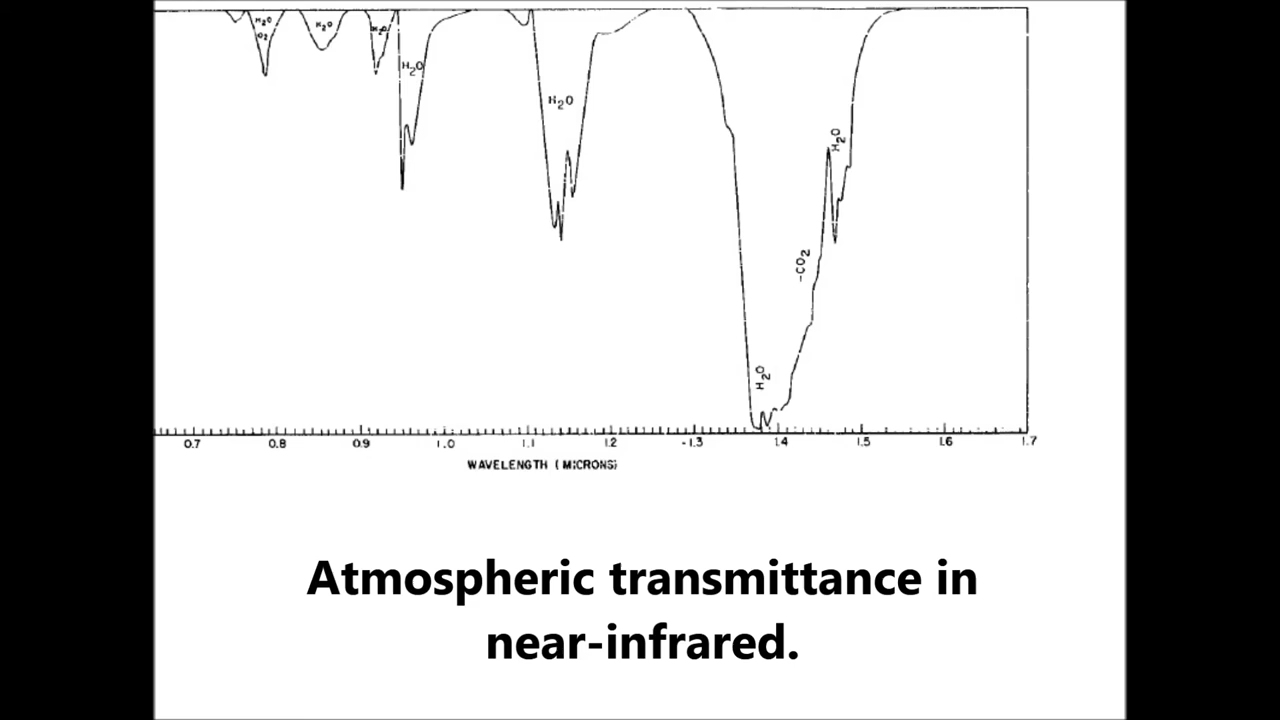 H2O
O2
H2O
H2O
H2O
H2O
H2O
-CO2
H2O
0.7 0.8 0.9 1.0 1.1 1.2 1.3 1.4 1.5 1.6 1.7
WAVELENGTH (MICRONS)
Atmospheric transmittance in
near-infrared.